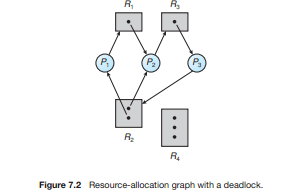 R1 R3
P1 P2 P3
R2
R4
Figure 7.2 Resource-allocation graph with a deadlock.